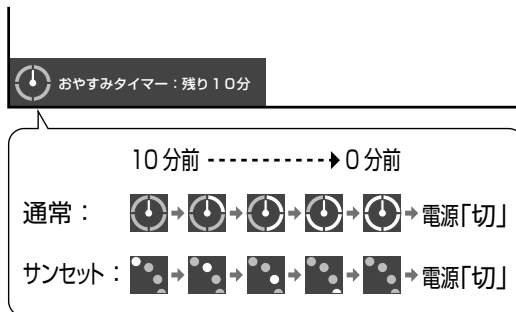 おやすみタイマー：残り10分
10分前 0分前
通常： 電源「切」
サンセット： 電源「切」